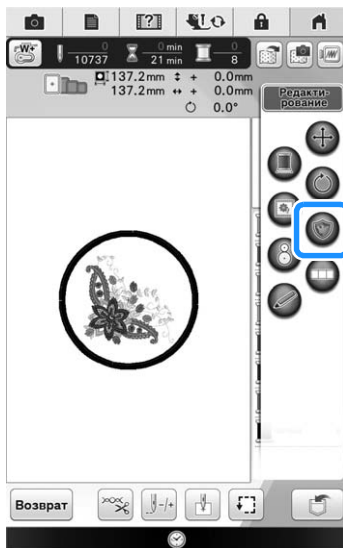 W+
0
10737
0 min
21 min
0
8
137.2mm ↕ + 0.0mm
137.2mm ↔ + 0.0mm
0.0°
Редакти-
рование
Возврат
-/+